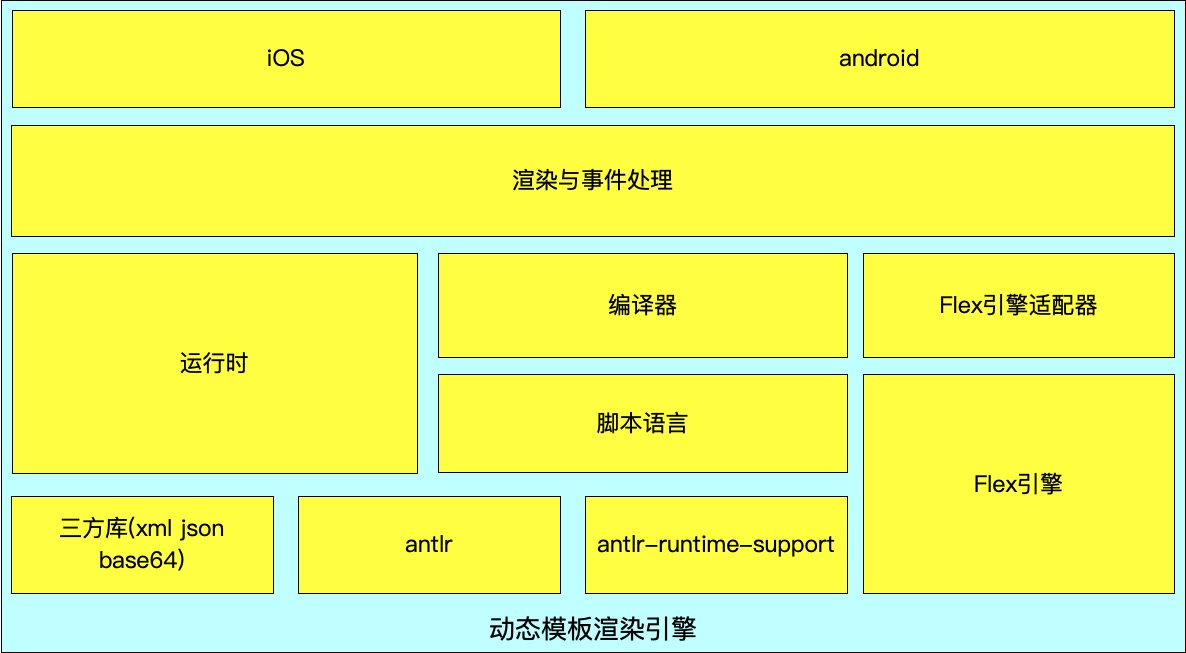 iOS
android
渲染与事件处理
运行时
编译器
Flex引擎适配器
脚本语言
Flex引擎
三方库(xml json
base64)
antlr
antlr-runtime-support
动态模板渲染引擎